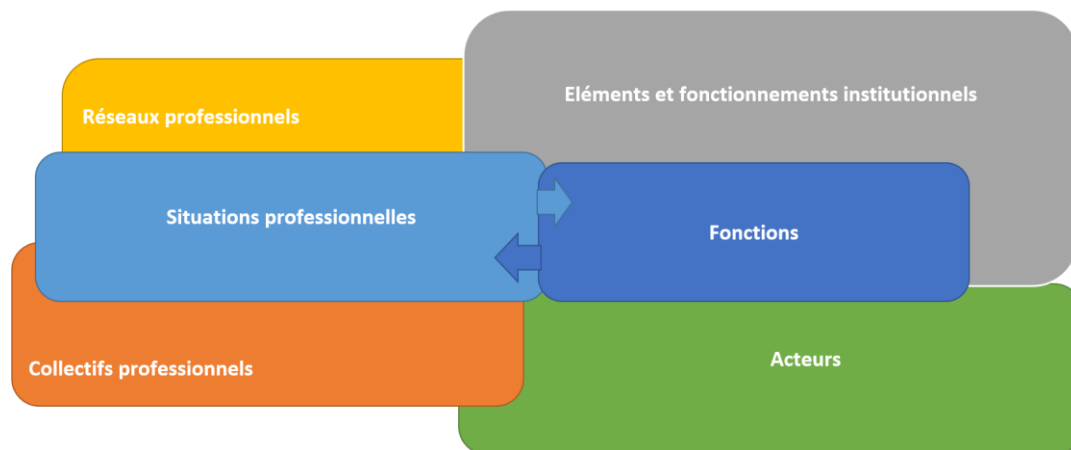 Eléments et fonctionnements institutionnels
Réseaux professionnels
Situations professionnelles
Fonctions
Collectifs professionnels
Acteurs